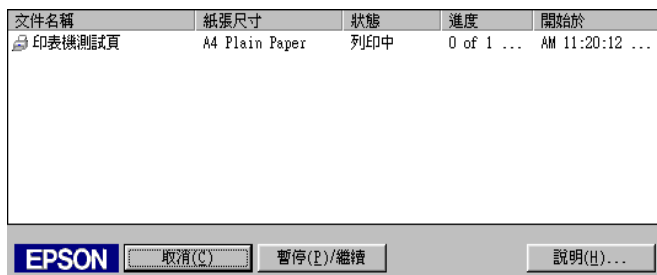 文件名稱 紙張尺寸 狀態 進度 開始於
印表機測試頁 A4 Plain Paper 列印中 0 of 1 ... AM 11:20:12 ...
EPSON 取消(C) 暫停(P)/繼續 說明(H)...